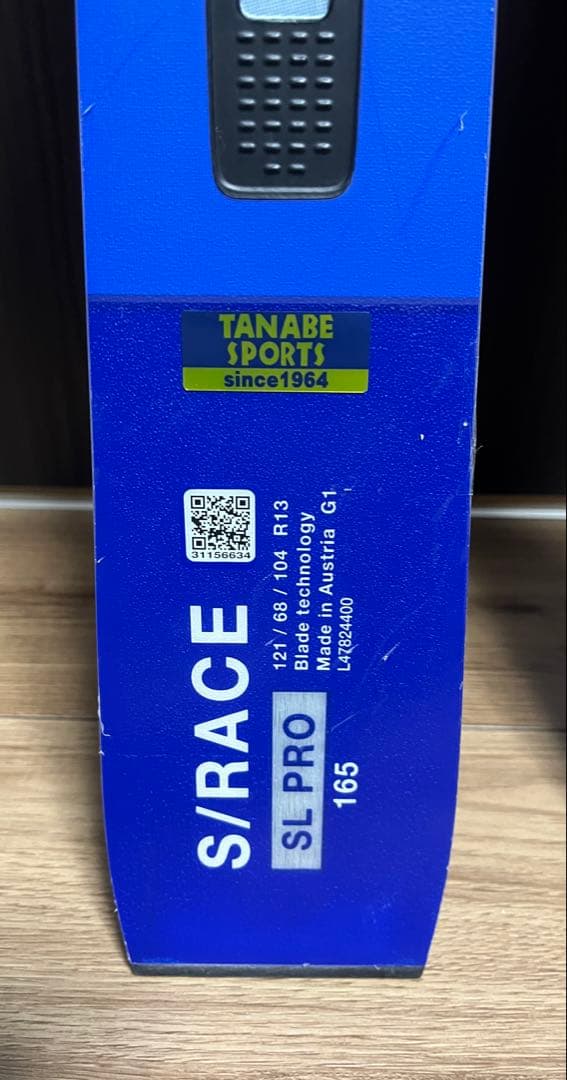 TANABE
SPORTS
since1964
31156634
S/RACE
SL PRO
165
121 / 68 / 104 R13
Blade technology
Made in Austria G1
L47824400